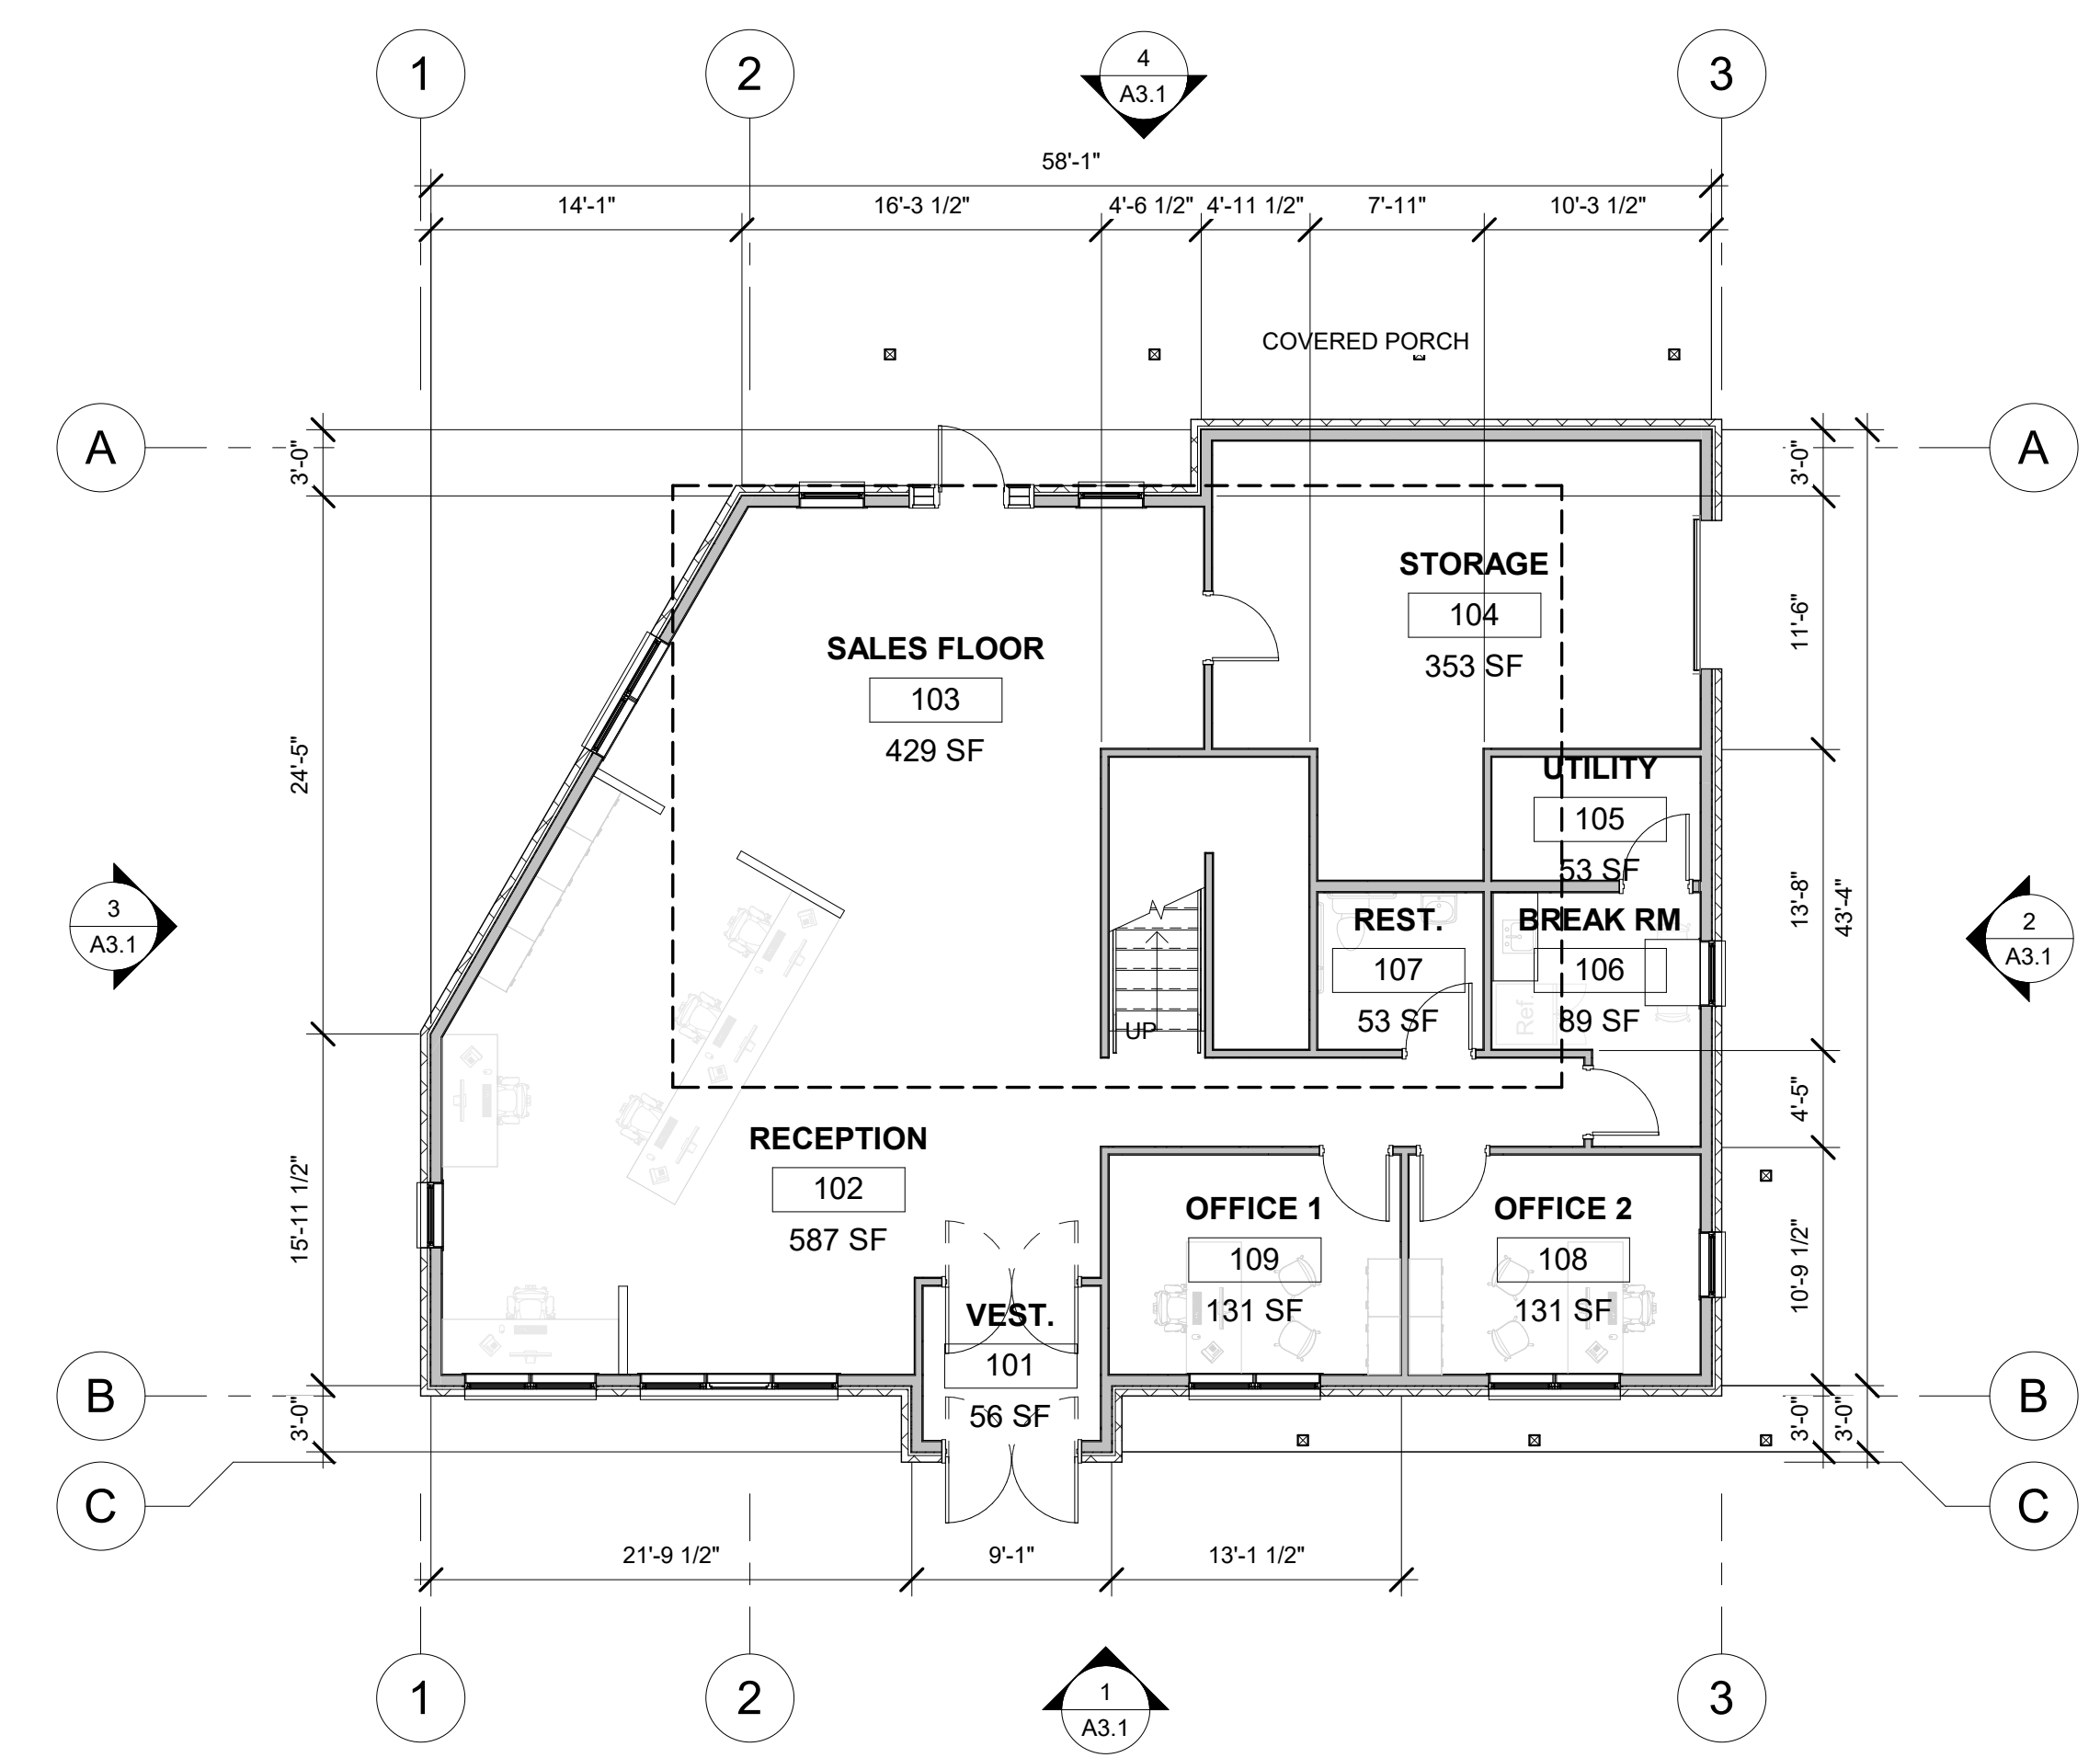 1
2
4
A3.1
3
58'-1"
14'-1"
16'-3 1/2"
4'-6 1/2"
4'-11 1/2"
7'-11"
10'-3 1/2"
COVERED PORCH
A
3'-0"
3'-0"
A
STORAGE
104
353 SF
11'-6"
SALES FLOOR
103
429 SF
24'-5"
UTILITY
105
53 SF
3
A3.1
13'-8"
43'-4"
2
A3.1
REST.
107
53 SF
BREAK RM
106
89 SF
Ref.
UP
4'-5"
RECEPTION
102
587 SF
15'-11 1/2"
OFFICE 1
109
131 SF
OFFICE 2
108
131 SF
10'-9 1/2"
VEST.
101
56 SF
B
3'-0"
3'-0"
3'-0"
B
C
C
21'-9 1/2"
9'-1"
13'-1 1/2"
1
2
1
A3.1
3